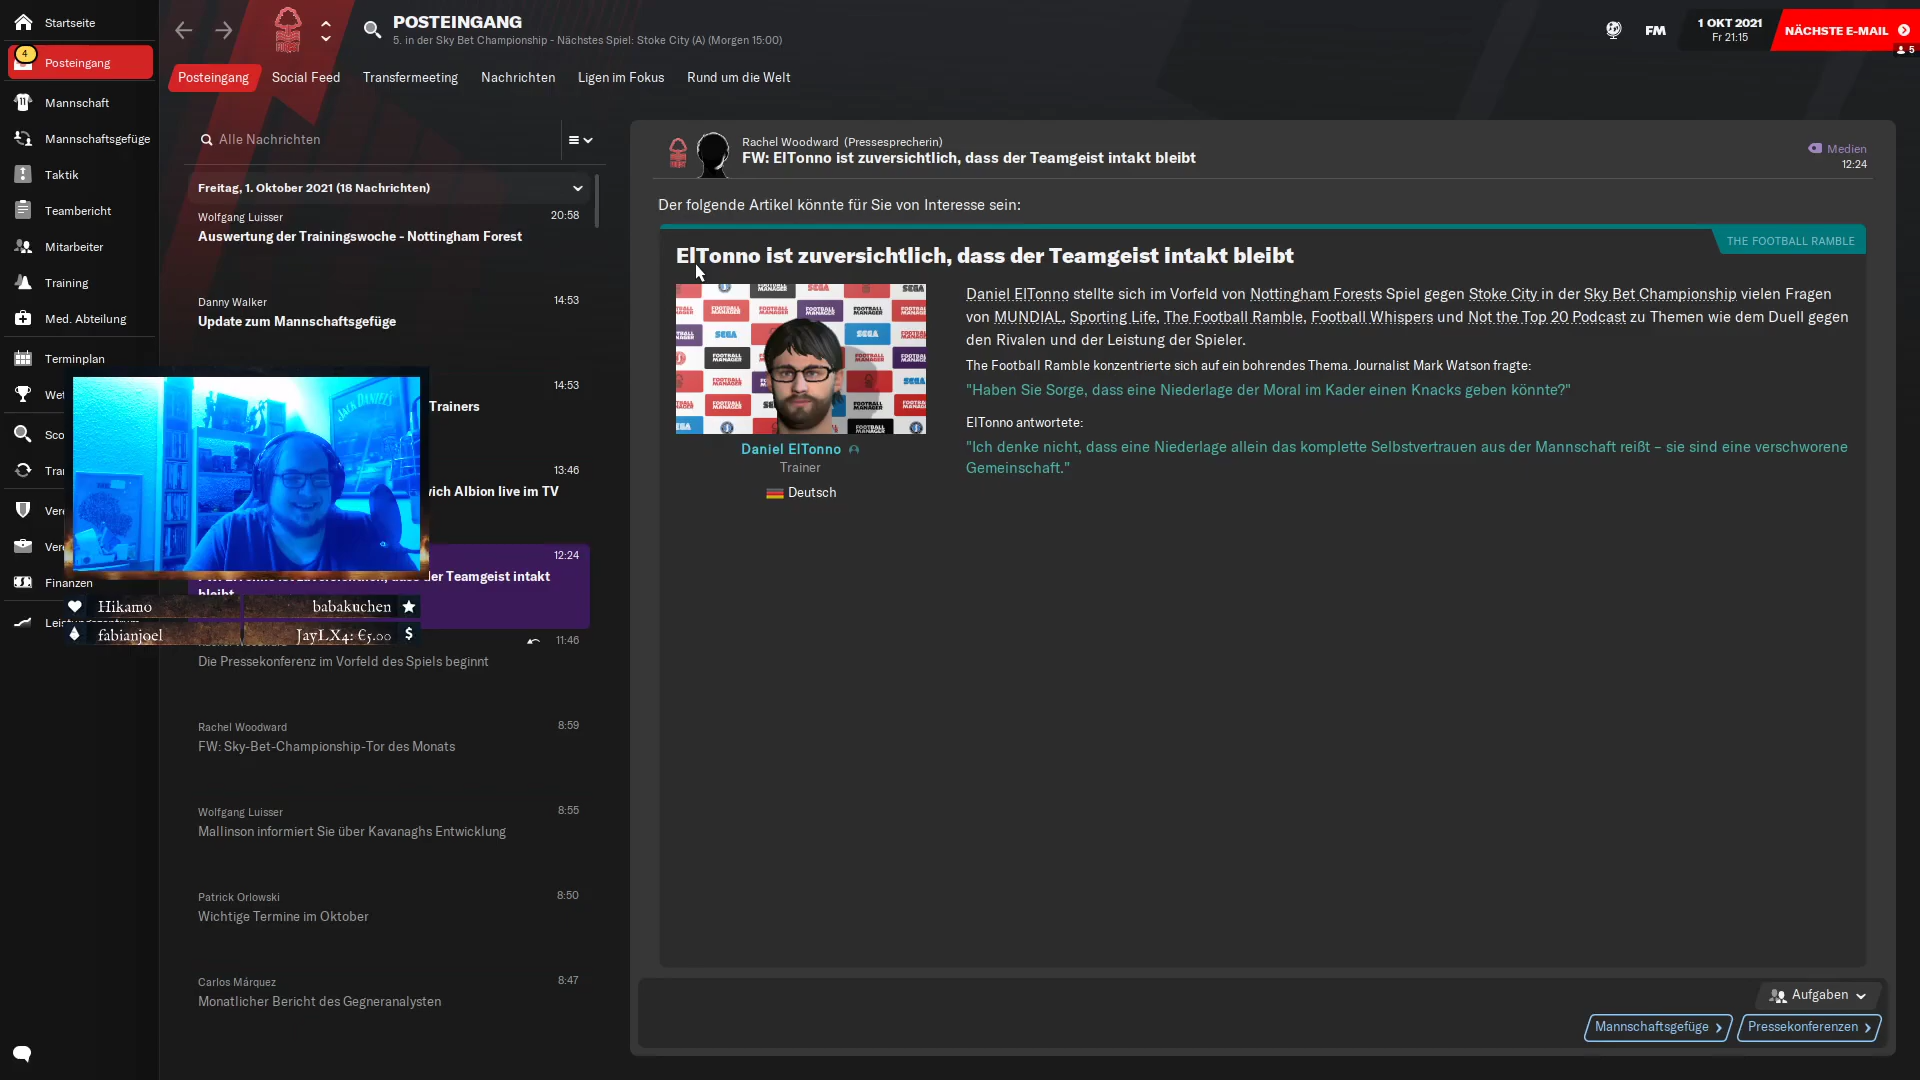 Startseite
4
Posteingang
Mannschaft
Mannschaftsgefüge
Taktik
Teambericht
Mitarbeiter
Training
Med. Abteilung
Terminplan
Finanzen
POSTEINGANG
5. in der Sky Bet Championship - Nächstes Spiel: Stoke City (A) (Morgen 15:00)
FM
1 OKT 2021
Fr 21:15
NÄCHSTE E-MAIL
5
Posteingang
Social Feed
Transfermeeting
Nachrichten
Ligen im Fokus
Rund um die Welt
Alle Nachrichten
Freitag, 1. Oktober 2021 (18 Nachrichten)
Wolfgang Luisser
20:58
Auswertung der Trainingswoche - Nottingham Forest
Danny Walker
14:53
Update zum Mannschaftsgefüge
14:53
Trainers
13:46
Albion live im TV
12:24
der Teamgeist intakt
bleibt
Hikamo
babakuchen
fabianjoel
JayLX4: €5.00
11:46
Die Pressekonferenz im Vorfeld des Spiels beginnt
Rachel Woodward
8:59
FW: Sky-Bet-Championship-Tor des Monats
Wolfgang Luisser
8:55
Mallinson informiert Sie über Kavanaghs Entwicklung
Patrick Orlowski
8:50
Wichtige Termine im Oktober
Carlos Márquez
8:47
Monatlicher Bericht des Gegneranalysten
Rachel Woodward (Pressesprecherin)
FW: ElTonno ist zuversichtlich, dass der Teamgeist intakt bleibt
Medien
12:24
Der folgende Artikel könnte für Sie von Interesse sein:
THE FOOTBALL RAMBLE
ElTonno ist zuversichtlich, dass der Teamgeist intakt bleibt
Daniel ElTonno
Trainer
Deutsch
Daniel ElTonno stellte sich im Vorfeld von Nottingham Forests Spiel gegen Stoke City in der Sky Bet Championship vielen Fragen
von MUNDIAL, Sporting Life, The Football Ramble, Football Whispers und Not the Top 20 Podcast zu Themen wie dem Duell gegen
den Rivalen und der Leistung der Spieler.
The Football Ramble konzentrierte sich auf ein bohrendes Thema. Journalist Mark Watson fragte:
"Haben Sie Sorge, dass eine Niederlage der Moral im Kader einen Knacks geben könnte?"
ElTonno antwortete:
"Ich denke nicht, dass eine Niederlage allein das komplette Selbstvertrauen aus der Mannschaft reißt – sie sind eine verschworene
Gemeinschaft."
Aufgaben
Mannschaftsgefüge
Pressekonferenzen